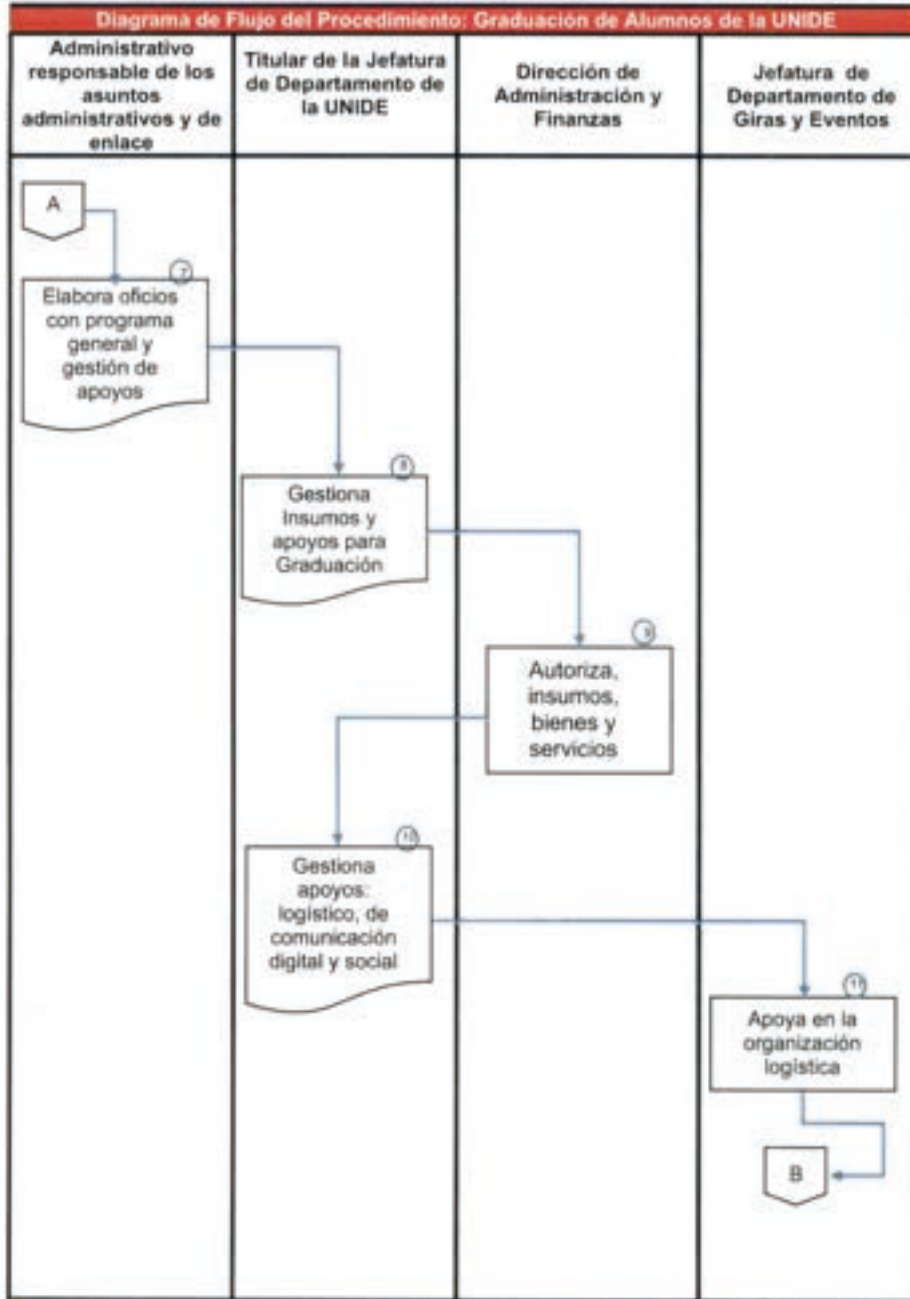 Diagrama de Flujo del Procedimiento: Graduación de Alumnos de la UNIDE
Administrativo
responsable de los
asuntos
administrativos y de
enlace
Titular de la Jefatura
de Departamento de
la UNIDE
Dirección de
Administración y
Finanzas
Jefatura de
Departamento de
Giras y Eventos
A
7
Elabora oficios
con programa
general y
gestión de
apoyos
8
Gestiona
Insumos y
apoyos para
Graduación
9
Autoriza,
insumos,
bienes y
servicios
10
Gestiona
apoyos:
logístico, de
comunicación
digital y social
11
Apoya en la
organización
logística
B